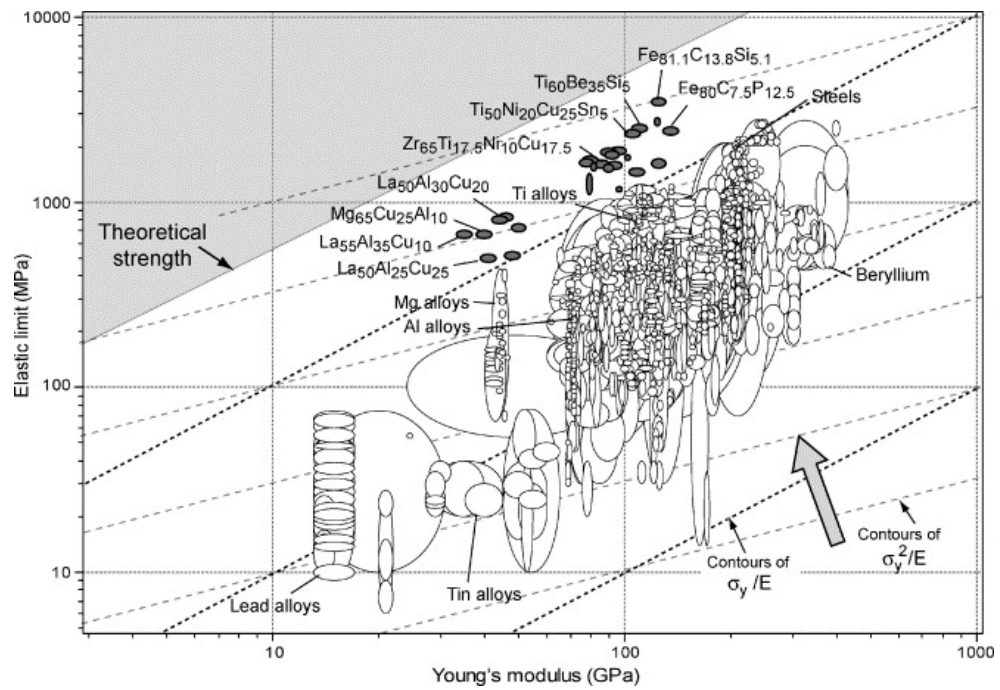 10000
1000
100
10
Elastic limit (MPa)
Theoretical
strength
Fe81.1C13.8Si5.1
Ti60Be35Si5
Ee80C7.5P12.5
Ti50Ni20Cu25Sn5
Steels
Zr65Ti17.5Ni10Cu17.5
La50Al30Cu20
Ti alloys
Mg65Cu25Al10
La55Al35Cu10
La50Al25Cu25
Beryllium
Mg alloys
Al alloys
Contours of
σy /E
Contours of
σy²/E
Lead alloys
Tin alloys
10
100
1000
Young's modulus (GPa)